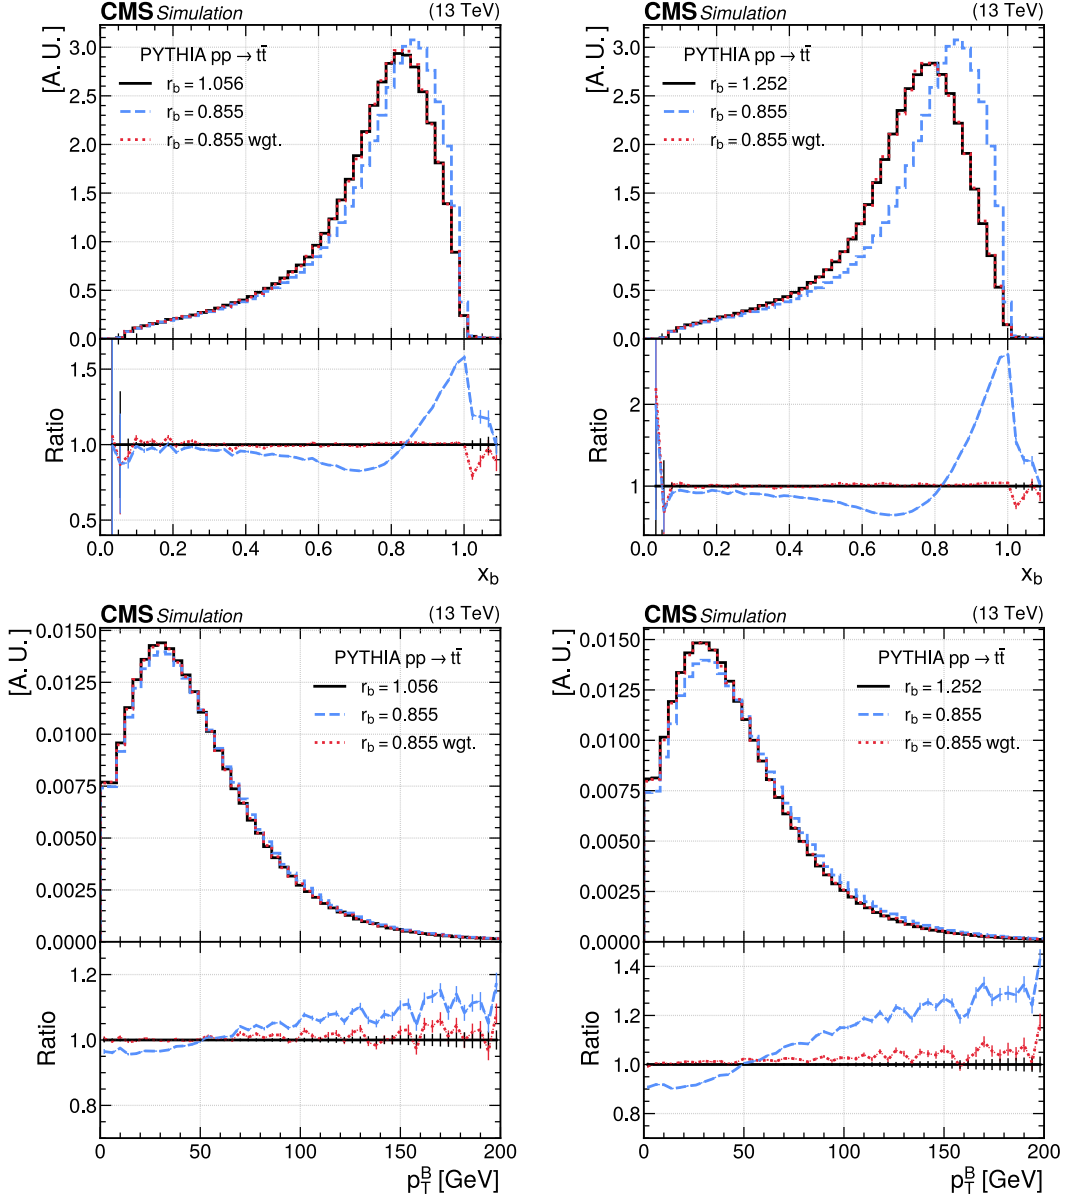 CMS Simulation (13 TeV)
[A. U.]
PYTHIA pp → tt̄
r_b = 1.056
r_b = 0.855
r_b = 0.855 wgt.
3.0
2.5
2.0
1.5
1.0
0.5
0.0
Ratio
1.5
1.0
0.5
0.0 0.2 0.4 0.6 0.8 1.0
x_b
CMS Simulation (13 TeV)
[A. U.]
PYTHIA pp → tt̄
r_b = 1.252
r_b = 0.855
r_b = 0.855 wgt.
3.0
2.5
2.0
1.5
1.0
0.5
0.0
Ratio
2
1
0.0 0.2 0.4 0.6 0.8 1.0
x_b
CMS Simulation (13 TeV)
[A. U.]
PYTHIA pp → tt̄
r_b = 1.056
r_b = 0.855
r_b = 0.855 wgt.
0.0150
0.0125
0.0100
0.0075
0.0050
0.0025
0.0000
Ratio
1.2
1.0
0.8
0 50 100 150 200
p_T^B [GeV]
CMS Simulation (13 TeV)
[A. U.]
PYTHIA pp → tt̄
r_b = 1.252
r_b = 0.855
r_b = 0.855 wgt.
0.0150
0.0125
0.0100
0.0075
0.0050
0.0025
0.0000
Ratio
1.4
1.2
1.0
0.8
0 50 100 150 200
p_T^B [GeV]